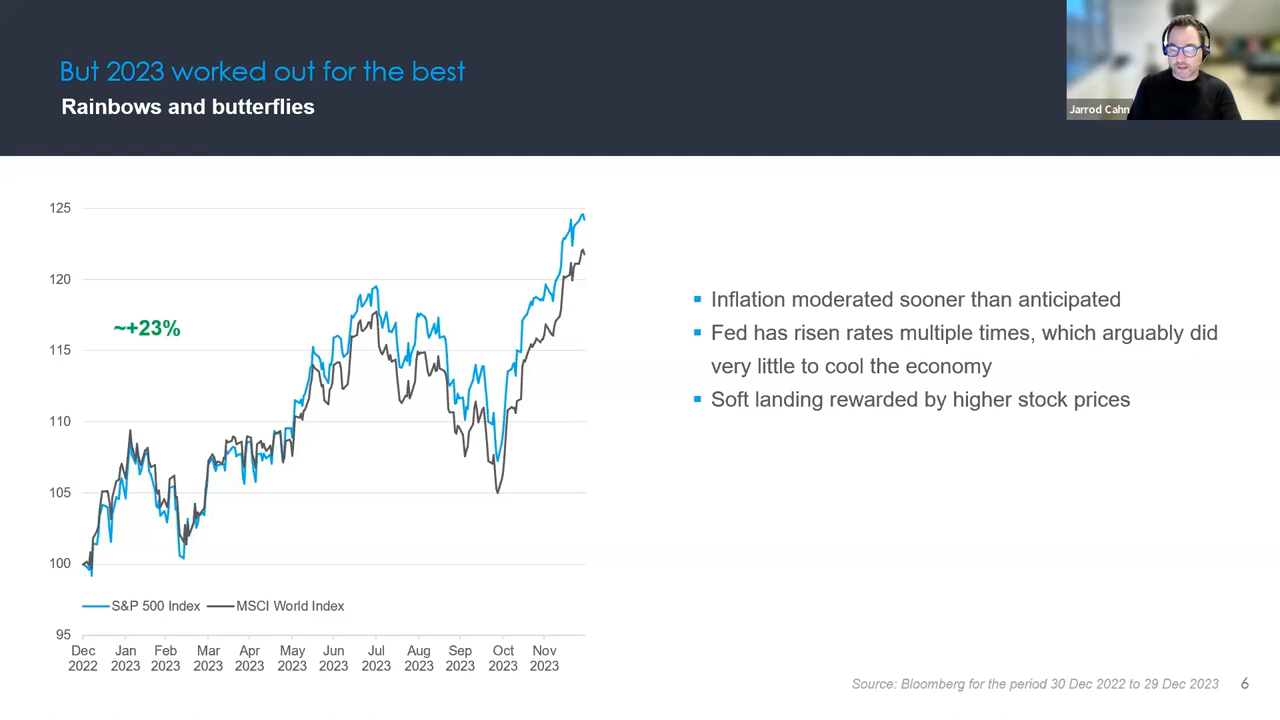 But 2023 worked out for the best
Rainbows and butterflies
Jarrod Cahn
125
120
~+23%
115
110
105
100
S&P 500 Index
MSCI World Index
95
Dec 2022
Jan 2023
Feb 2023
Mar 2023
Apr 2023
May 2023
Jun 2023
Jul 2023
Aug 2023
Sep 2023
Oct 2023
Nov 2023
Inflation moderated sooner than anticipated
Fed has risen rates multiple times, which arguably did
very little to cool the economy
Soft landing rewarded by higher stock prices
Source: Bloomberg for the period 30 Dec 2022 to 29 Dec 2023
6